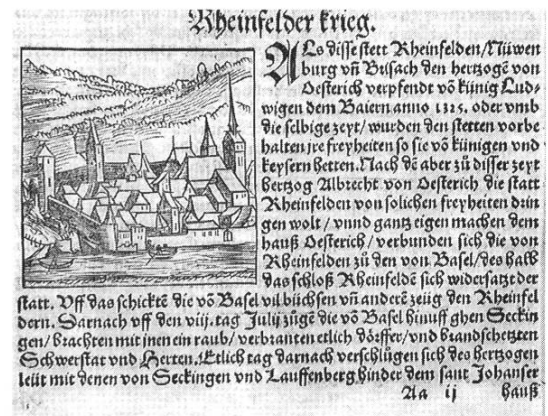 Rheinfelder krieg.
ALs disse stett Rheinfelden/Nüwen
burg vñ Brisach den hertzogẽ von
Oesterich verpfendt võ künig Lud-
wigen dem Baiern anno 1325. oder vmb
die selbige zeyt/wurden den stetten vorbe
halten jre freyheiten so sie võ künigen vnd
keysern hetten. Nach dẽ aber zů disser zeyt
hertzog Albrecht von Oesterich die statt
Rheinfelden von solichen freyheiten drin
gen wolt/vnnd gantz eigen machen dem
hauß Oesterich/verbunden sich die von
Rheinfelden zů den von Basel/des halb
das schloß Rheinfeldẽ sich widersatzt der
statt. Vff das schicktẽ die võ Basel vil büchsen vñ anderẽ zeüg den Rheinfel
dern. Darnach vff den viij. tag Julij zügẽ die võ Basel hinuff ghen Seckin
gen/brachten mit jnen ein raub/verbranten etlich dörffer/vnd brandschetzten
Schwerstat vnd Herten. Etlich tag darnach verschlůgen sich des hertzogen
leüt mit denen von Seckingen vnd Lauffenberg hinder dem sant Johanser
Aa ij hauß